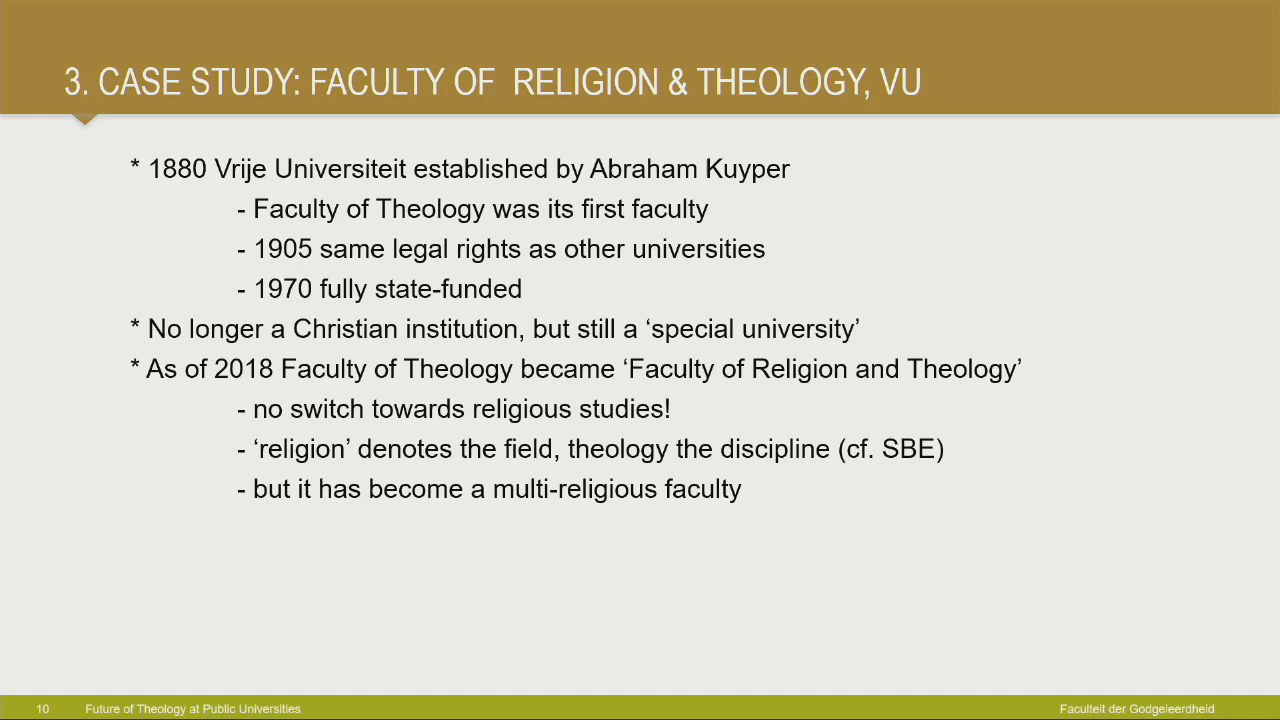 3. CASE STUDY: FACULTY OF RELIGION & THEOLOGY, VU
* 1880 Vrije Universiteit established by Abraham Kuyper
- Faculty of Theology was its first faculty
- 1905 same legal rights as other universities
- 1970 fully state-funded
* No longer a Christian institution, but still a ‘special university’
* As of 2018 Faculty of Theology became ‘Faculty of Religion and Theology’
- no switch towards religious studies!
- ‘religion’ denotes the field, theology the discipline (cf. SBE)
- but it has become a multi-religious faculty
10 Future of Theology at Public Universities Faculteit der Godgeleerdheid